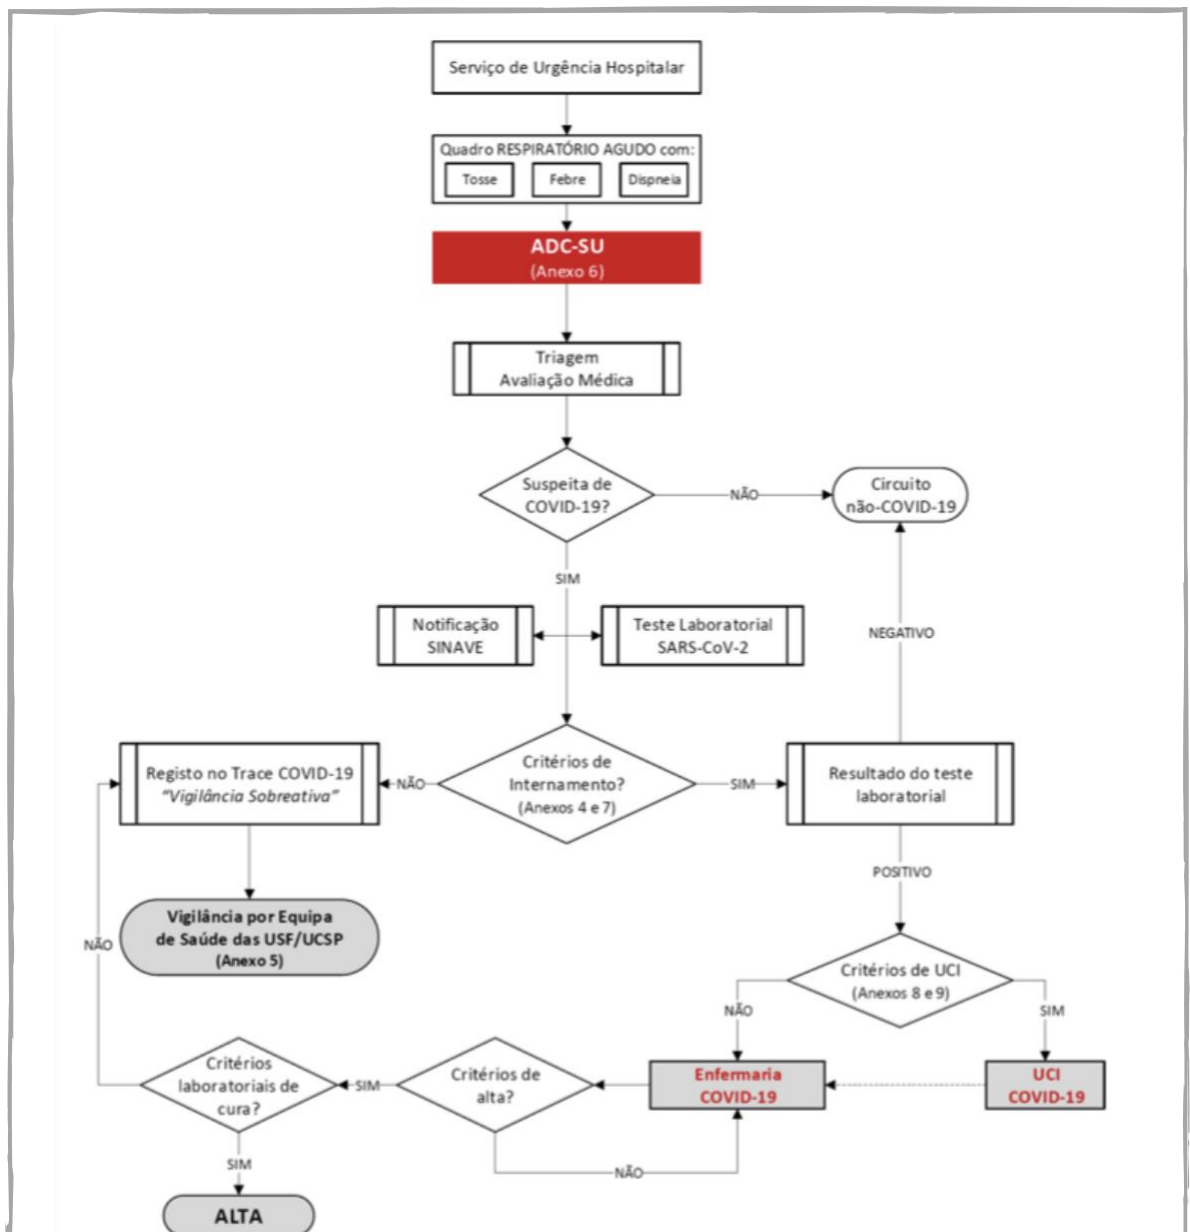 Serviço de Urgência Hospitalar
Quadro RESPIRATÓRIO AGUDO com:
Tosse
Febre
Dispneia
ADC-SU
(Anexo 6)
Triagem
Avaliação Médica
Suspeita de
COVID-19?
NÃO
Circuito
não-COVID-19
SIM
Notificação
SINAVE
Teste Laboratorial
SARS-CoV-2
NEGATIVO
Registo no Trace COVID-19
"Vigilância Sobreativa"
NÃO
Critérios de
Internamento?
(Anexos 4 e 7)
SIM
Resultado do teste
laboratorial
POSITIVO
Vigilância por Equipa
de Saúde das USF/UCSP
(Anexo 5)
NÃO
Critérios de UCI
(Anexos 8 e 9)
NÃO
SIM
Critérios
laboratoriais de
cura?
SIM
Critérios de
alta?
Enfermaria
COVID-19
UCI
COVID-19
SIM
NÃO
ALTA